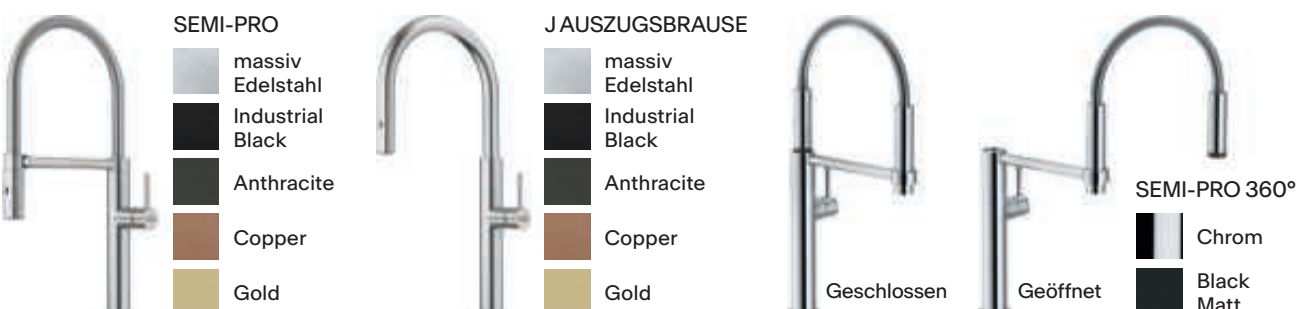 SEMI-PRO
massiv
Edelstahl
Industrial
Black
Anthracite
Copper
Gold
J AUSZUGSBRAUSE
massiv
Edelstahl
Industrial
Black
Anthracite
Copper
Gold
Geschlossen
Geöffnet
SEMI-PRO 360°
Chrom
Black
Matt